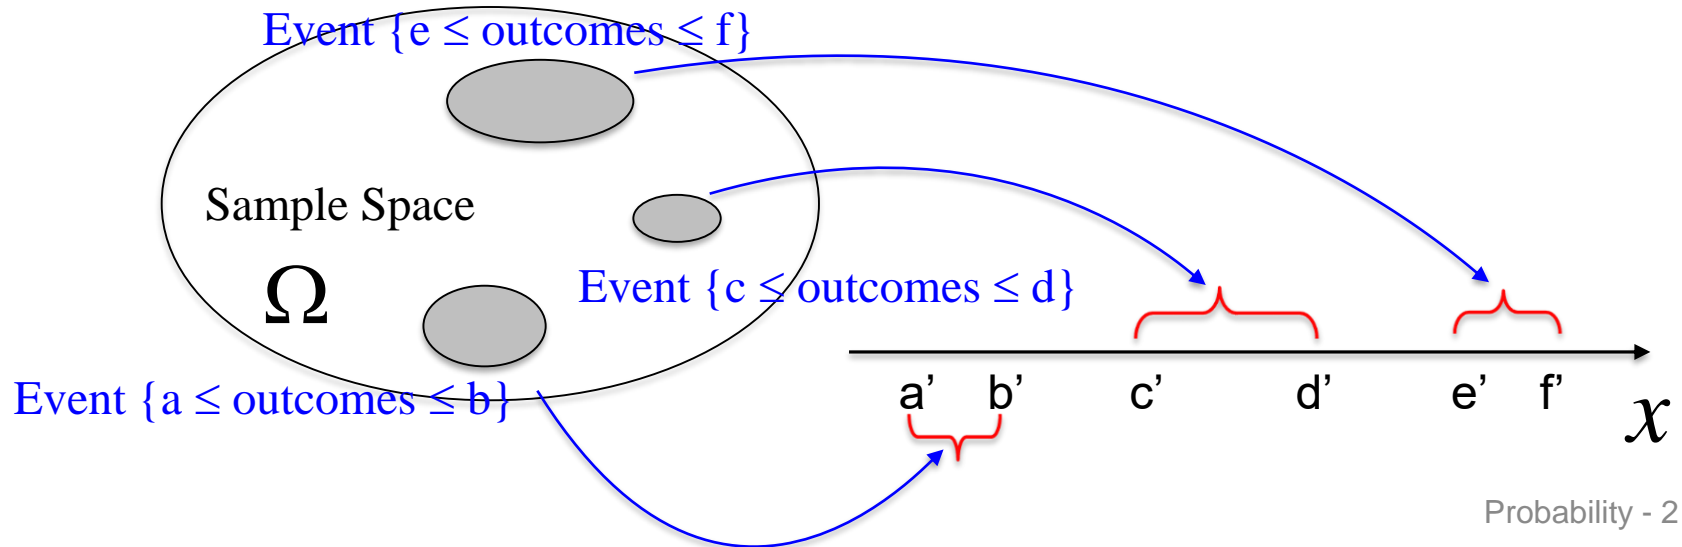 Event {e ≤ outcomes ≤ f}
Sample Space
Ω
Event {c ≤ outcomes ≤ d}
Event {a ≤ outcomes ≤ b}
a’ b’ c’ d’ e’ f’
x
Probability - 2